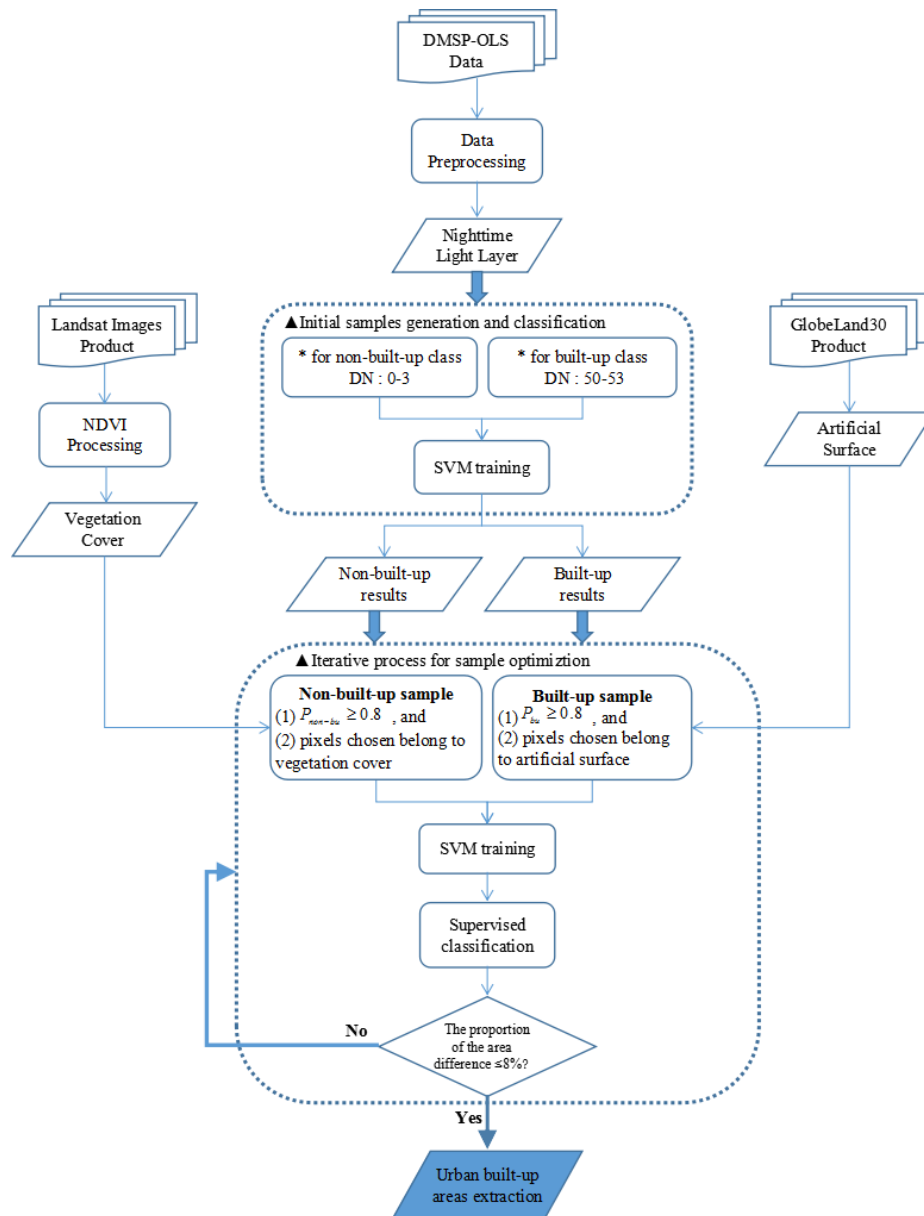 DMSP-OLS
Data
Data
Preprocessing
Nighttime
Light Layer
Landsat Images
Product
NDVI
Processing
Vegetation
Cover
▲Initial samples generation and classification
* for non-built-up class
DN : 0-3
* for built-up class
DN : 50-53
SVM training
GlobeLand30
Product
Artificial
Surface
Non-built-up
results
Built-up
results
▲Iterative process for sample optimiztion
Non-built-up sample
(1) P_{non-bu} ≥ 0.8 , and
(2) pixels chosen belong to
vegetation cover
Built-up sample
(1) P_{bu} ≥ 0.8 , and
(2) pixels chosen belong
to artificial surface
SVM training
Supervised
classification
The proportion
of the area
difference ≤8%?
No
Yes
Urban built-up
areas extraction